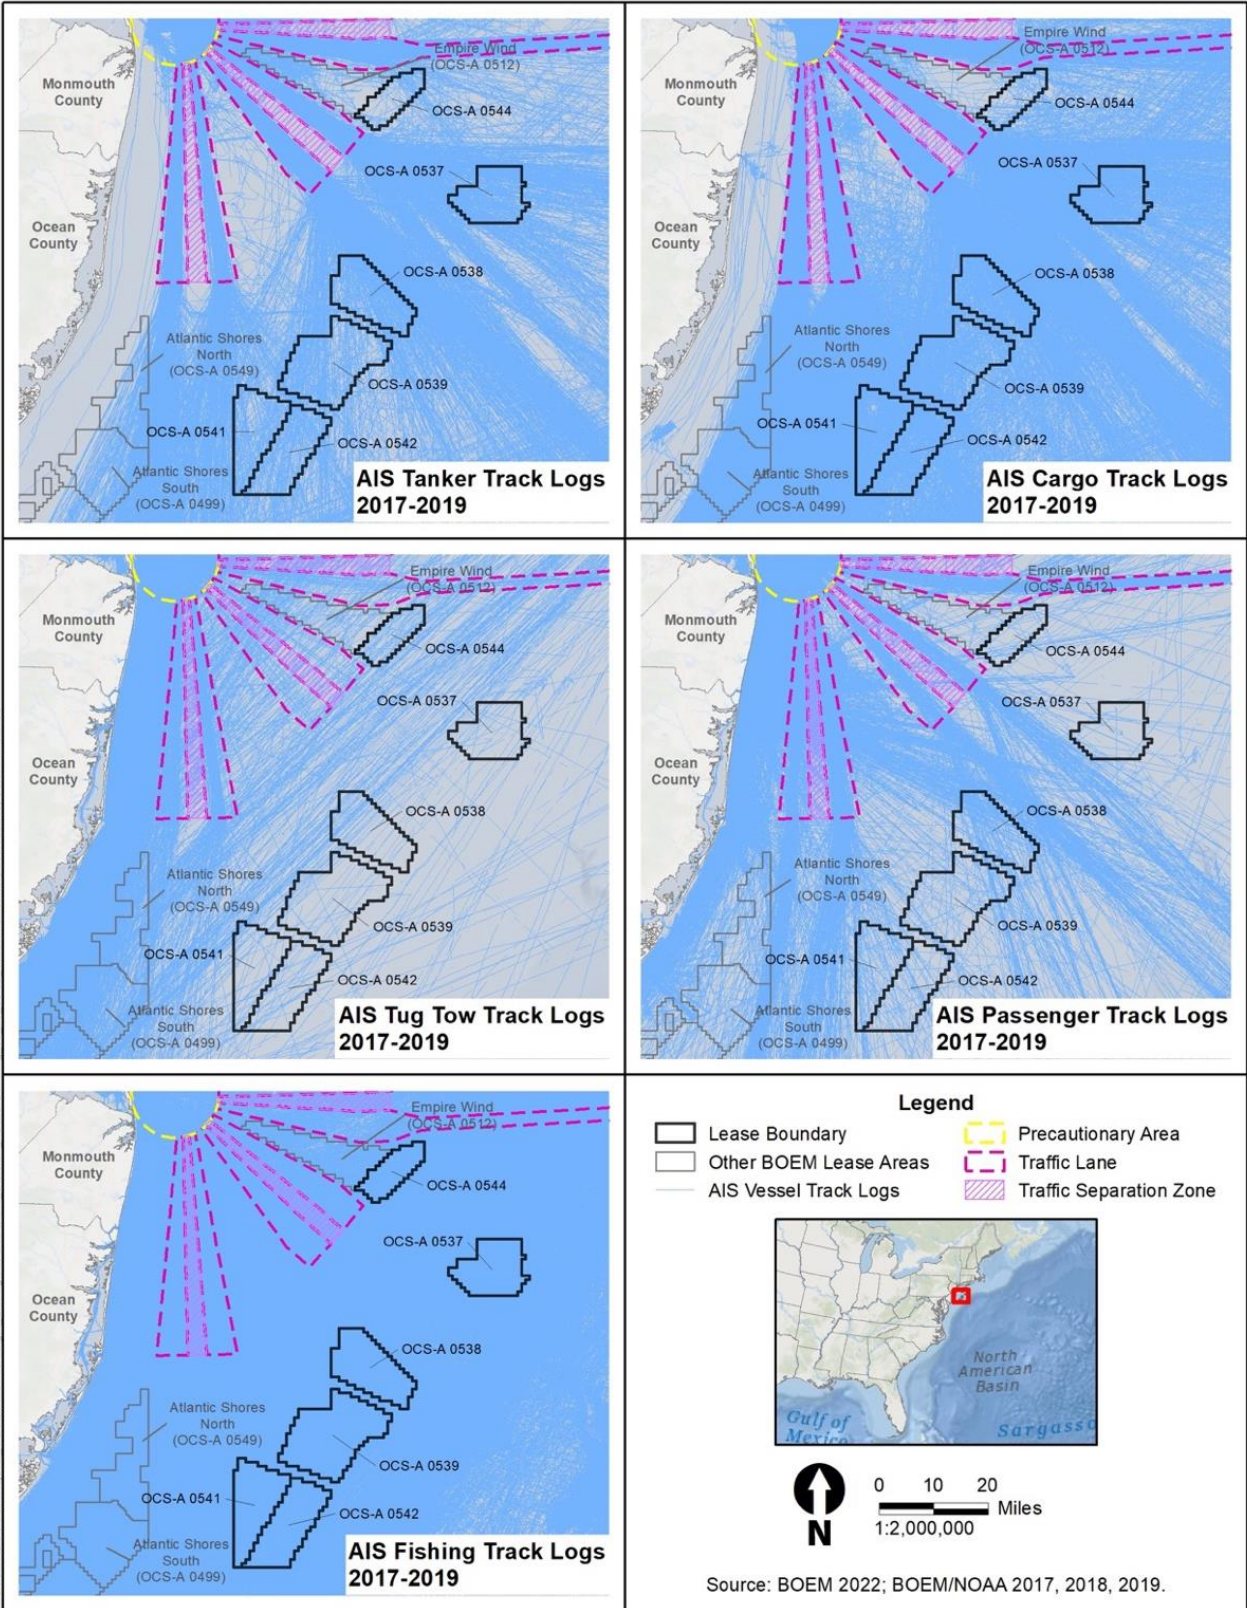 Empire Wind
(OCS-A 0512)
Monmouth
County
OCS-A 0544
OCS-A 0537
Ocean
County
OCS-A 0538
Atlantic Shores
North
(OCS-A 0549)
OCS-A 0539
OCS-A 0541
OCS-A 0542
Atlantic Shores
South
(OCS-A 0499)
AIS Tanker Track Logs
2017-2019
Empire Wind
(OCS-A 0512)
Monmouth
County
OCS-A 0544
OCS-A 0537
Ocean
County
OCS-A 0538
Atlantic Shores
North
(OCS-A 0549)
OCS-A 0539
OCS-A 0541
OCS-A 0542
Atlantic Shores
South
(OCS-A 0499)
AIS Cargo Track Logs
2017-2019
Empire Wind
(OCS-A 0512)
Monmouth
County
OCS-A 0544
OCS-A 0537
Ocean
County
OCS-A 0538
Atlantic Shores
North
(OCS-A 0549)
OCS-A 0539
OCS-A 0541
OCS-A 0542
Atlantic Shores
South
(OCS-A 0499)
AIS Tug Tow Track Logs
2017-2019
Empire Wind
(OCS-A 0512)
Monmouth
County
OCS-A 0544
OCS-A 0537
Ocean
County
OCS-A 0538
Atlantic Shores
North
(OCS-A 0549)
OCS-A 0539
OCS-A 0541
OCS-A 0542
Atlantic Shores
South
(OCS-A 0499)
AIS Passenger Track Logs
2017-2019
Empire Wind
(OCS-A 0512)
Monmouth
County
OCS-A 0544
OCS-A 0537
Ocean
County
OCS-A 0538
Atlantic Shores
North
(OCS-A 0549)
OCS-A 0539
OCS-A 0541
OCS-A 0542
Atlantic Shores
South
(OCS-A 0499)
AIS Fishing Track Logs
2017-2019
Legend
Lease Boundary
Other BOEM Lease Areas
AIS Vessel Track Logs
Precautionary Area
Traffic Lane
Traffic Separation Zone
North
American
Basin
Gulf of
Mexico
Sargasso
N
0 10 20
Miles
1:2,000,000
Source: BOEM 2022; BOEM/NOAA 2017, 2018, 2019.